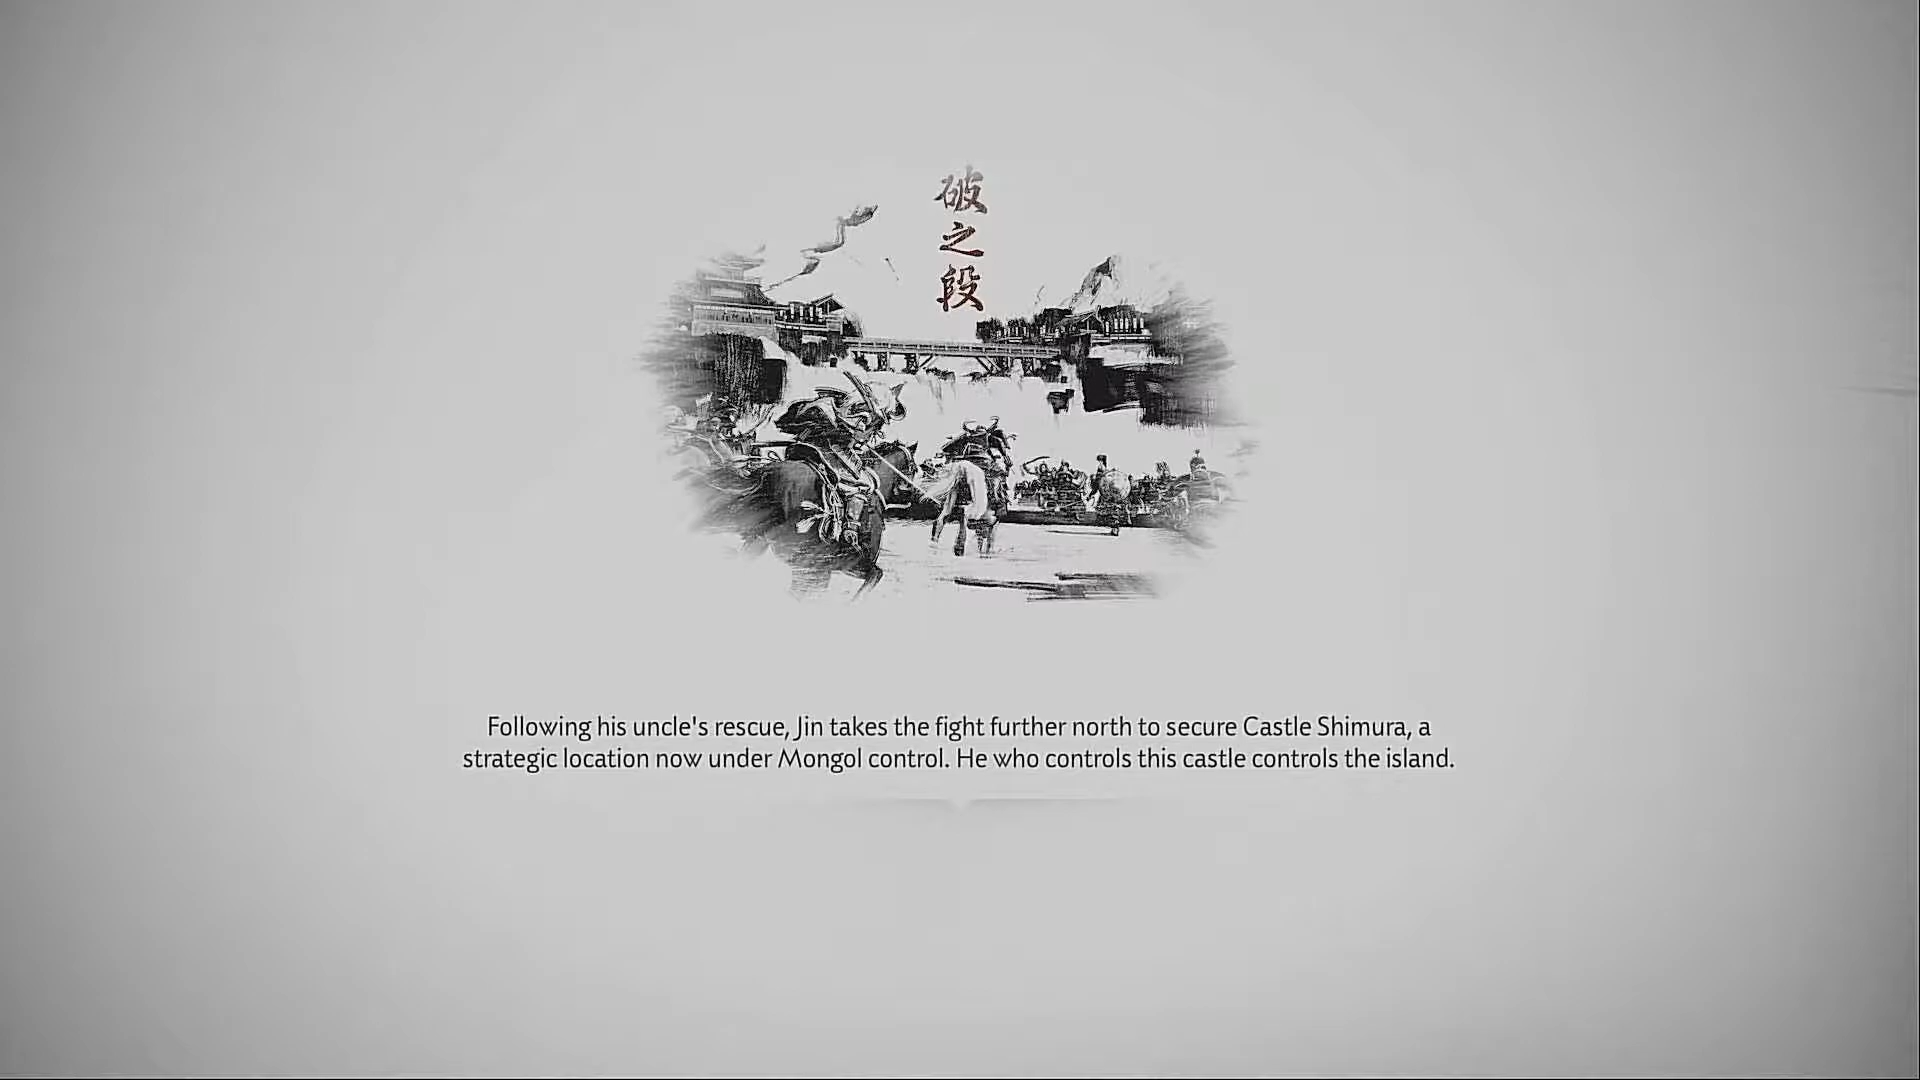 破之段
Following his uncle's rescue, Jin takes the fight further north to secure Castle Shimura, a
strategic location now under Mongol control. He who controls this castle controls the island.